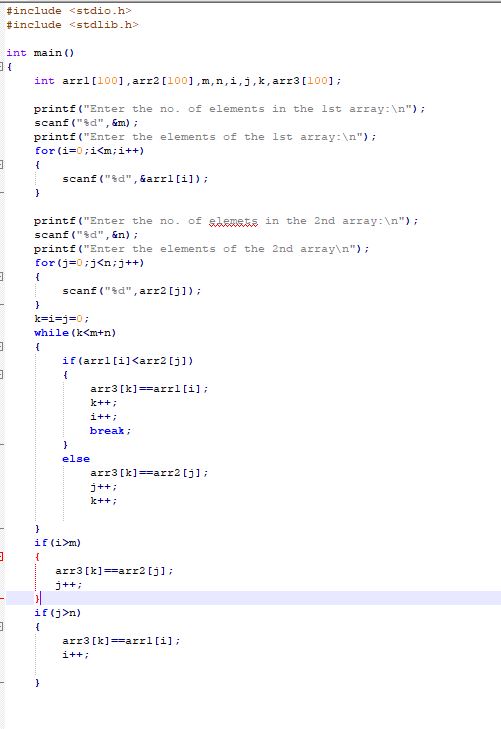 #include <stdio.h>
#include <stdlib.h>
int main()
{
int arr1[100],arr2[100],m,n,i,j,k,arr3[100];
printf("Enter the no. of elements in the 1st array:\n");
scanf("%d",&m);
printf("Enter the elements of the 1st array:\n");
for(i=0;i<m;i++)
{
scanf("%d",&arr1[i]);
}
printf("Enter the no. of elemets in the 2nd array:\n");
scanf("%d",&n);
printf("Enter the elements of the 2nd array\n");
for(j=0;j<n;j++)
{
scanf("%d",arr2[j]);
}
k=i=j=0;
while(k<m+n)
{
if(arr1[i]<arr2[j])
{
arr3[k]==arr1[i];
k++;
i++;
break;
}
else
arr3[k]==arr2[j];
j++;
k++;
}
if(i>m)
{
arr3[k]==arr2[j];
j++;
}
if(j>n)
{
arr3[k]==arr1[i];
i++;
}